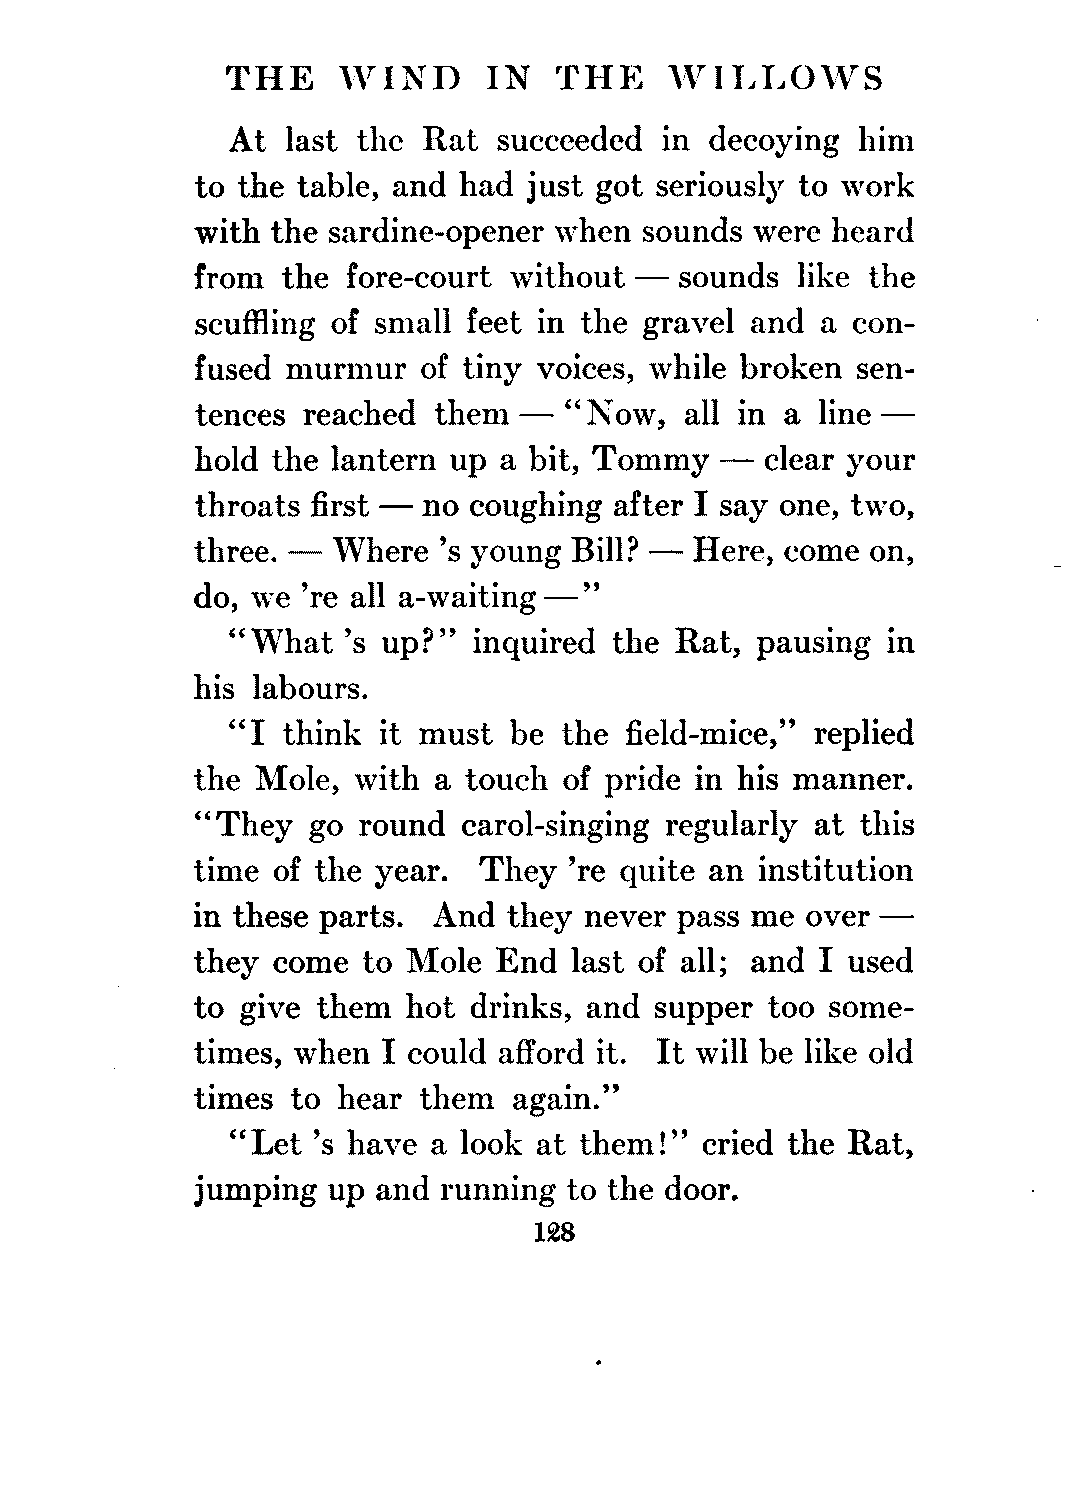 THE WIND IN THE WILLOWS
At last the Rat succeeded in decoying him
to the table, and had just got seriously to work
with the sardine-opener when sounds were heard
from the fore-court without — sounds like the
scuffling of small feet in the gravel and a con-
fused murmur of tiny voices, while broken sen-
tences reached them — “Now, all in a line —
hold the lantern up a bit, Tommy — clear your
throats first — no coughing after I say one, two,
three. — Where ’s young Bill? — Here, come on,
do, we ’re all a-waiting —”
“What ’s up?” inquired the Rat, pausing in
his labours.
“I think it must be the field-mice,” replied
the Mole, with a touch of pride in his manner.
“They go round carol-singing regularly at this
time of the year. They ’re quite an institution
in these parts. And they never pass me over —
they come to Mole End last of all; and I used
to give them hot drinks, and supper too some-
times, when I could afford it. It will be like old
times to hear them again.”
“Let ’s have a look at them!” cried the Rat,
jumping up and running to the door.
128